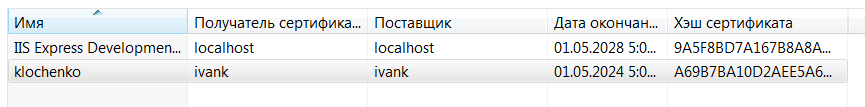 Имя Получатель сертифика... Поставщик Дата окончан... Хэш сертификата
IIS Express Developmen... localhost localhost 01.05.2028 5:0... 9A5F8BD7A167B8A8A...
klochenko ivank ivank 01.05.2024 5:0... A69B7BA10D2AEE5A6...